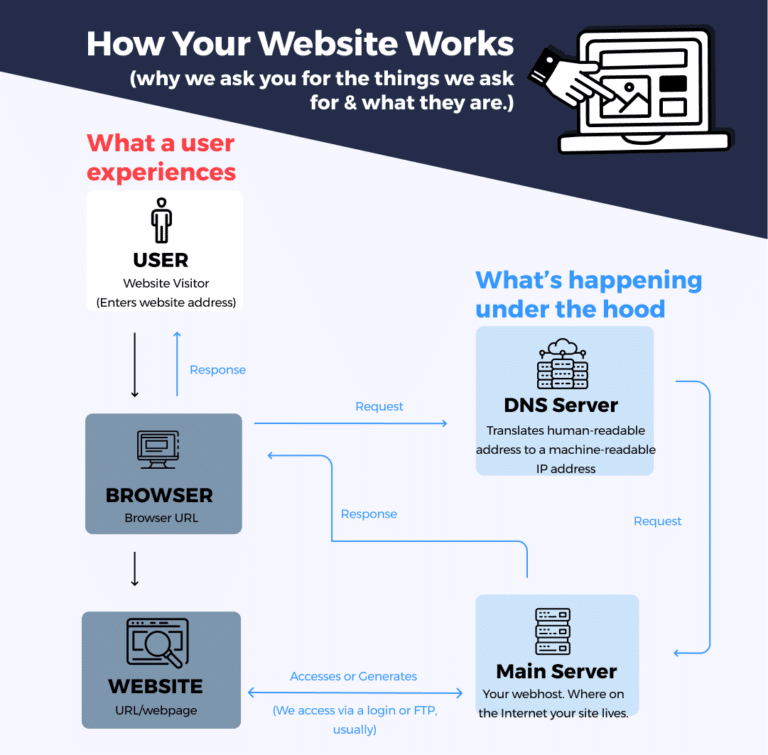 How Your Website Works
(why we ask you for the things we ask
for & what they are.)
What a user
experiences
USER
Website Visitor
(Enters website address)
What's happening
under the hood
Response
DNS Server
Translates human-readable
address to a machine-readable
IP address
Request
BROWSER
Browser URL
Response
Request
Main Server
Your webhost. Where on
the Internet your site lives.
WEBSITE
URL/webpage
Accesses or Generates
(We access via a login or FTP,
usually)